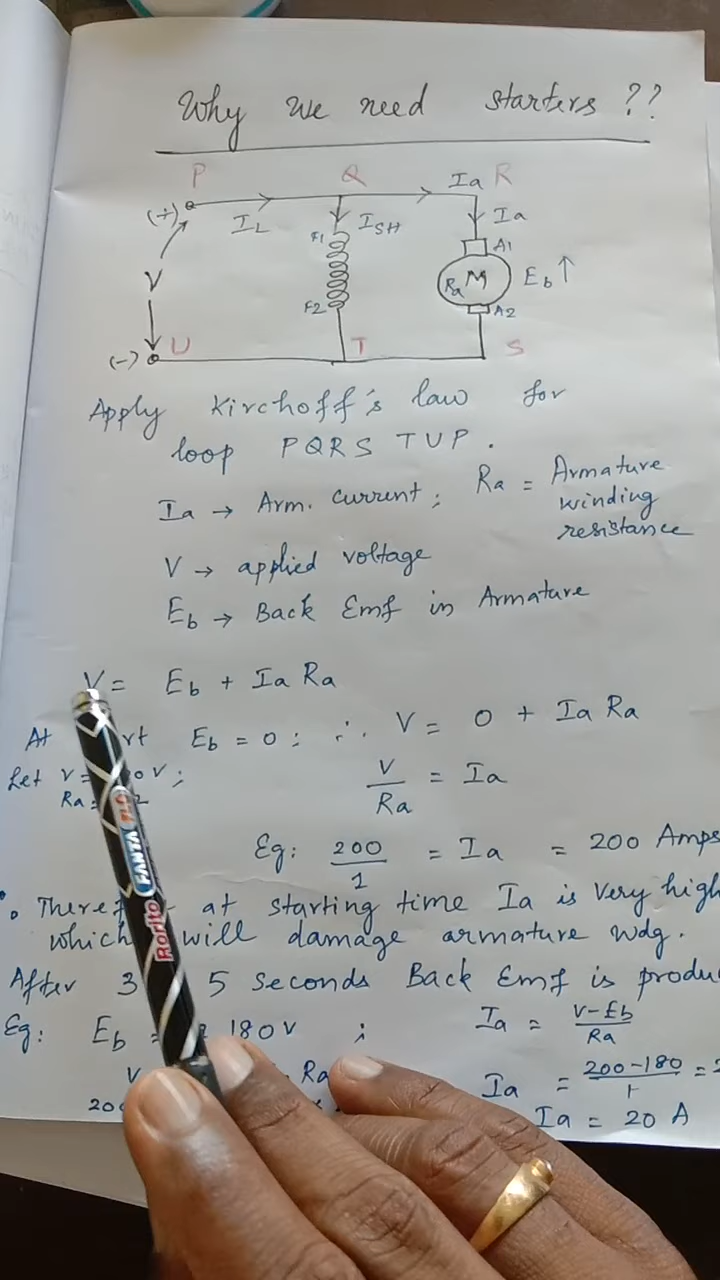 Why we need starters ??
P Q Ia R
(+) IL ISH Ia
F1 A1
V Ra M Eb ↑
F2 A2
(-) U T S
Apply Kirchoff's law for
loop PQRS TUP.
Ia → Arm. Current; Ra = Armature
winding
resistance
V → applied voltage
Eb → Back Emf in Armature
V = Eb + Ia Ra
At Eb = 0; ∴ V = 0 + Ia Ra
Let V = V; V/Ra = Ia
Ra
Eg: 200/1 = Ia = 200 Amps
at starting time Ia is very high
which will damage armature wdg.
After 3 5 seconds Back Emf is
Eg: Eb = 180V ; Ia = V-Eb/Ra
V Ra Ia = 200-180/1 =
Ia = 20 A
Rorito FANTA FLO